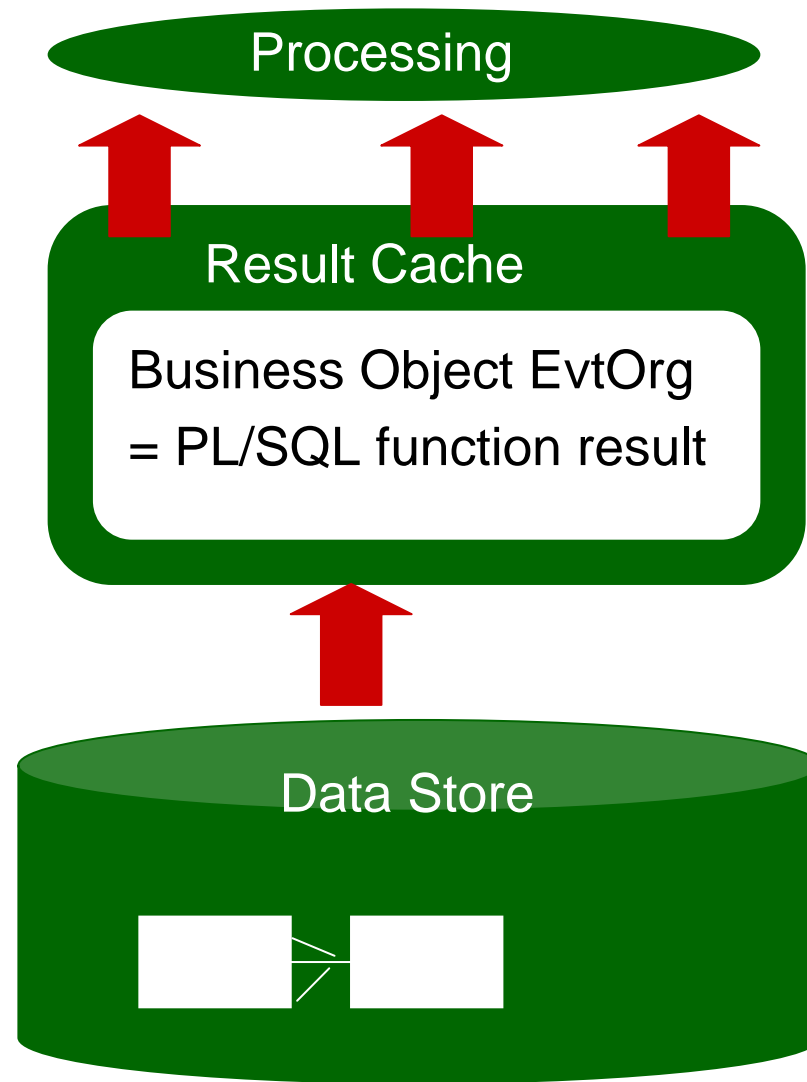 Processing
Result Cache
Business Object EvtOrg
= PL/SQL function result
Data Store